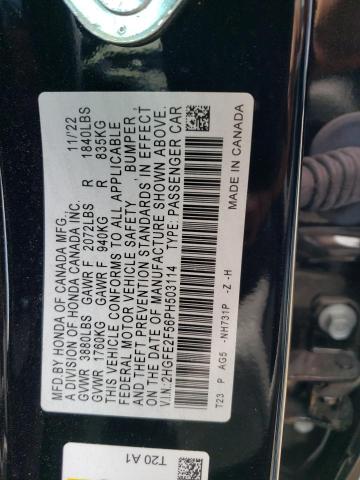 MFD.BY HONDA OF CANADA MFG., 11/'22
A DIVISION OF HONDA CANADA INC.
GVWR 3880LBS GAWR F 2072LBS R 1840LBS
GVWR 1760KG GAWR F 940KG R 835KG
THIS VEHICLE CONFORMS TO ALL APPLICABLE
FEDERAL MOTOR VEHICLE SAFETY , BUMPER ,
AND THEFT PREVENTION STANDARDS IN EFFECT
ON THE DATE OF MANUFACTURE SHOWN ABOVE.
V.I.N:2HGFE2F56PH503114 TYPE:PASSENGER CAR
T23 P AG5 -NH731P -Z -H MADE IN CANADA
T20 A1